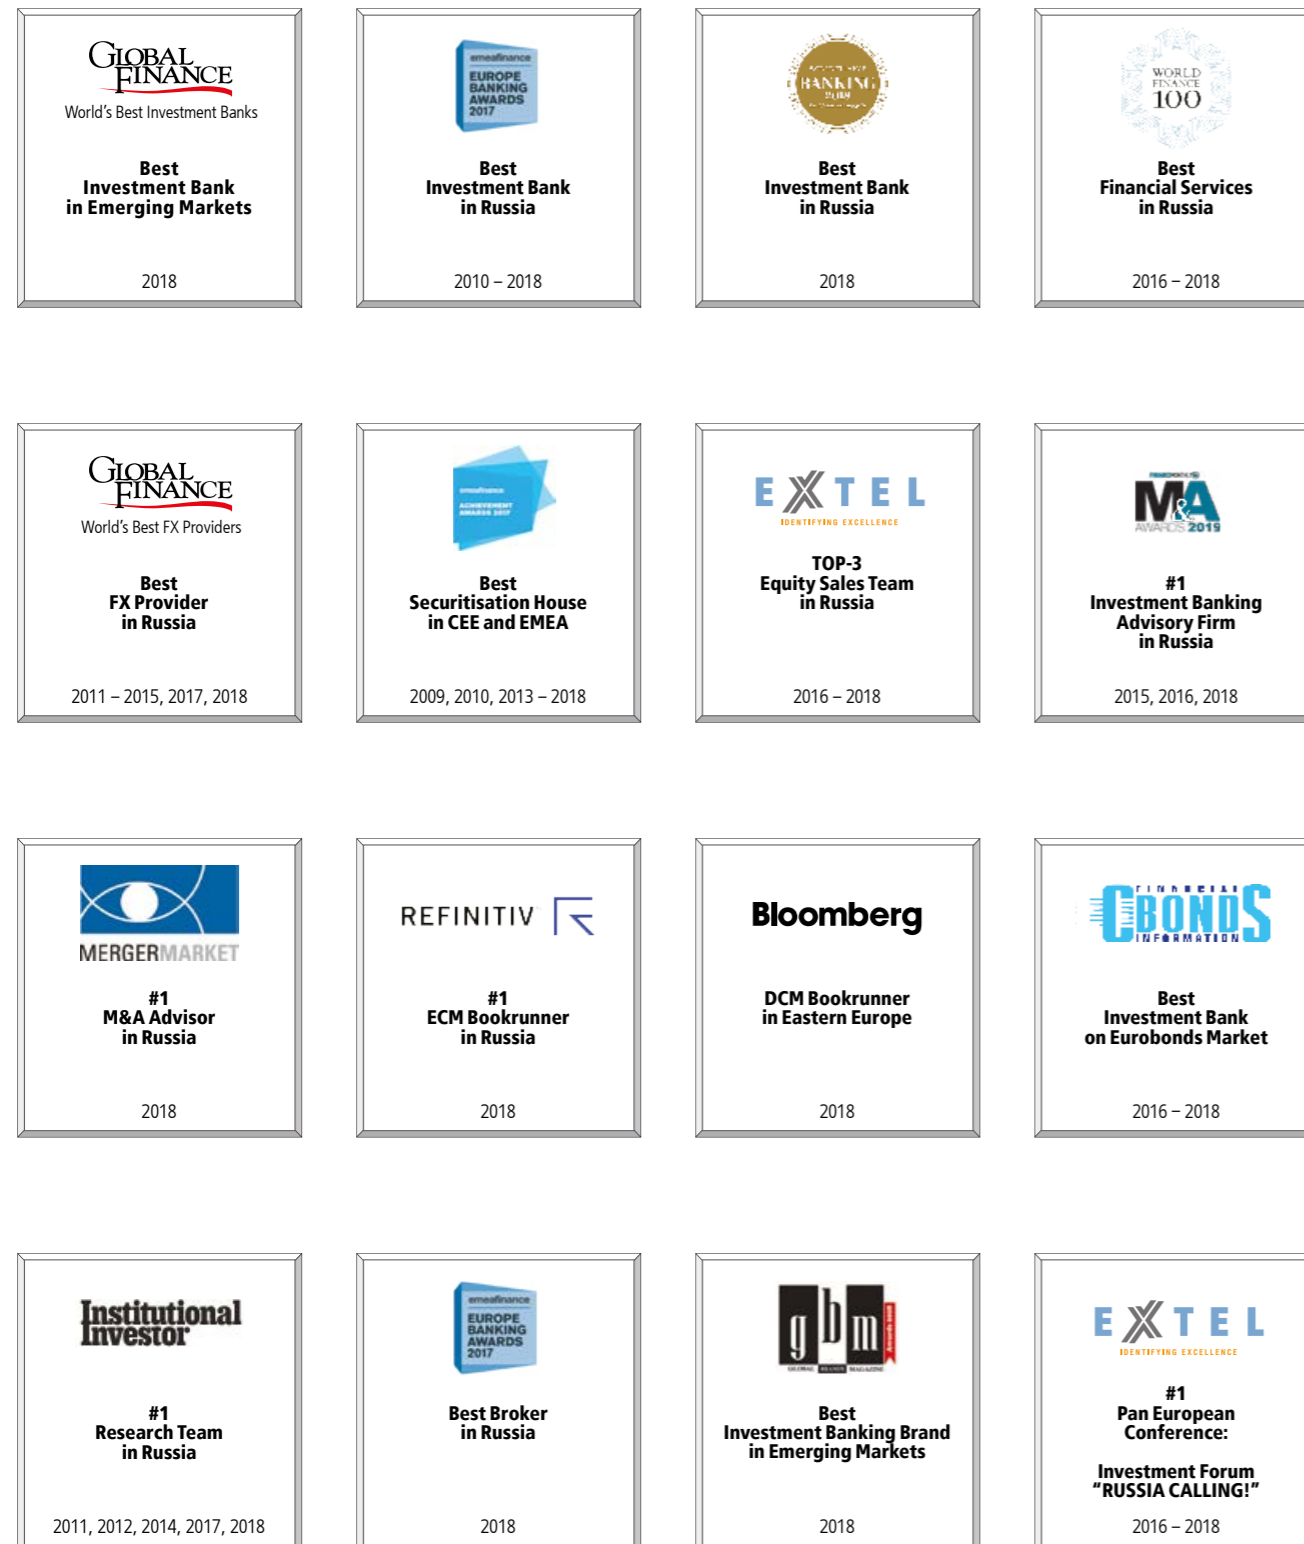 GLOBAL
FINANCE
World's Best Investment Banks
Best
Investment Bank
in Emerging Markets
2018
emeafinance
EUROPE
BANKING
AWARDS
2017
Best
Investment Bank
in Russia
2010 – 2018
BANKING
Best
Investment Bank
in Russia
2018
WORLD
FINANCE
100
Best
Financial Services
in Russia
2016 – 2018
GLOBAL
FINANCE
World's Best FX Providers
Best
FX Provider
in Russia
2011 – 2015, 2017, 2018
emeafinance
ACHIEVEMENT
AWARDS 2017
Best
Securitisation House
in CEE and EMEA
2009, 2010, 2013 – 2018
EXTEL
IDENTIFYING EXCELLENCE
TOP-3
Equity Sales Team
in Russia
2016 – 2018
M&A
AWARDS 2019
#1
Investment Banking
Advisory Firm
in Russia
2015, 2016, 2018
MERGERMARKET
#1
M&A Advisor
in Russia
2018
REFINITIV
#1
ECM Bookrunner
in Russia
2018
Bloomberg
DCM Bookrunner
in Eastern Europe
2018
FINANCIAL
CBONDS
INFORMATION
Best
Investment Bank
on Eurobonds Market
2016 – 2018
Institutional
Investor
#1
Research Team
in Russia
2011, 2012, 2014, 2017, 2018
emeafinance
EUROPE
BANKING
AWARDS
2017
Best Broker
in Russia
2018
gbm
GLOBAL BRANDS MAGAZINE
Best
Investment Banking Brand
in Emerging Markets
2018
EXTEL
IDENTIFYING EXCELLENCE
#1
Pan European
Conference:
Investment Forum
“RUSSIA CALLING!”
2016 – 2018